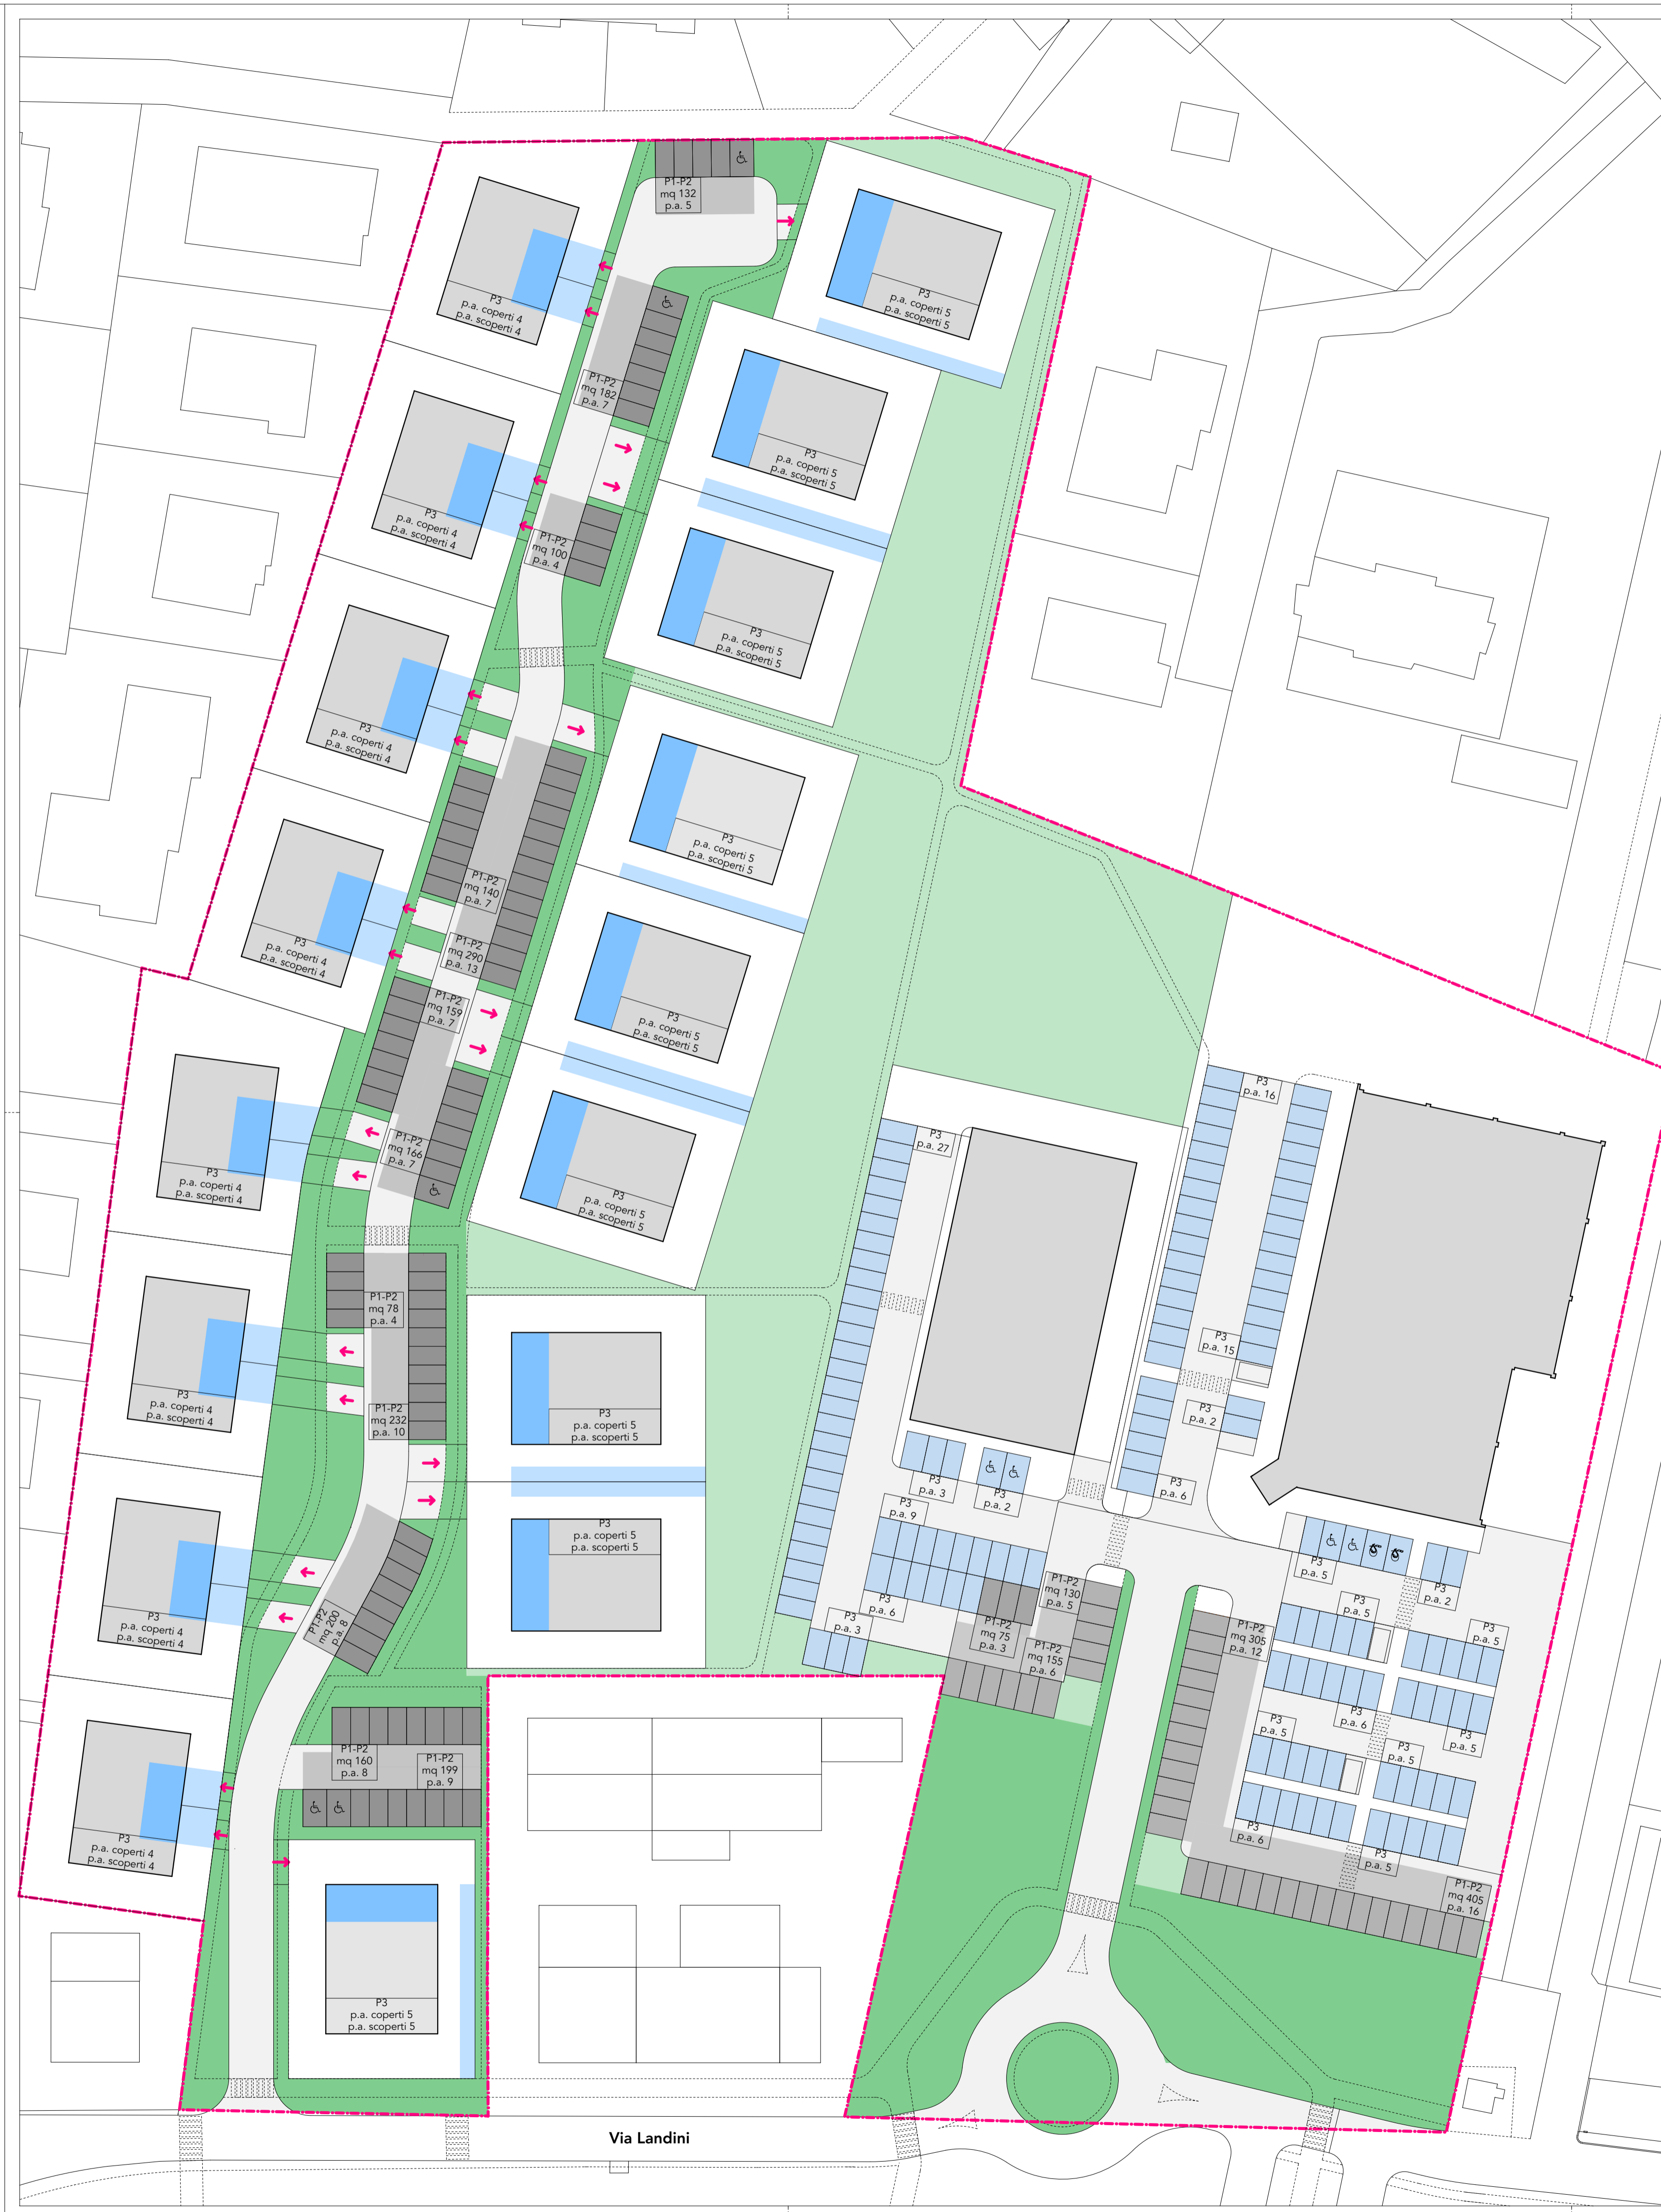 P1-P2
mq 132
p.a. 5
P3
p.a. coperti 4
p.a. scoperti 4
P3
p.a. coperti 5
p.a. scoperti 5
P1-P2
mq 182
p.a. 7
P3
p.a. coperti 5
p.a. scoperti 5
P3
p.a. coperti 4
p.a. scoperti 4
P1-P2
mq 100
p.a. 4
P3
p.a. coperti 5
p.a. scoperti 5
P3
p.a. coperti 4
p.a. scoperti 4
P3
p.a. coperti 5
p.a. scoperti 5
P1-P2
mq 140
p.a. 7
P3
p.a. coperti 4
p.a. scoperti 4
P1-P2
mq 290
p.a. 13
P1-P2
mq 159
p.a. 7
P3
p.a. coperti 5
p.a. scoperti 5
P3
p.a. 16
P3
p.a. 27
P1-P2
mq 166
p.a. 7
P3
p.a. coperti 4
p.a. scoperti 4
P3
p.a. coperti 5
p.a. scoperti 5
P1-P2
mq 78
p.a. 4
P3
p.a. 15
P3
p.a. coperti 4
p.a. scoperti 4
P1-P2
mq 232
p.a. 10
P3
p.a. coperti 5
p.a. scoperti 5
P3
p.a. 2
P3
p.a. 3
P3
p.a. 2
P3
p.a. 6
P3
p.a. 9
P3
p.a. coperti 5
p.a. scoperti 5
P3
p.a. 5
P3
p.a. 2
P1-P2
mq 130
p.a. 5
P3
p.a. coperti 4
p.a. scoperti 4
P1-P2
mq 200
p.a. 8
P3
p.a. 6
P3
p.a. 3
P1-P2
mq 75
p.a. 3
P1-P2
mq 155
p.a. 6
P1-P2
mq 305
p.a. 12
P3
p.a. 5
P3
p.a. 5
P3
p.a. 6
P3
p.a. 5
P3
p.a. 5
P3
p.a. 5
P1-P2
mq 160
p.a. 8
P1-P2
mq 199
p.a. 9
P3
p.a. 6
P3
p.a. 5
P3
p.a. coperti 4
p.a. scoperti 4
P1-P2
mq 405
p.a. 16
P3
p.a. coperti 5
p.a. scoperti 5
Via Landini